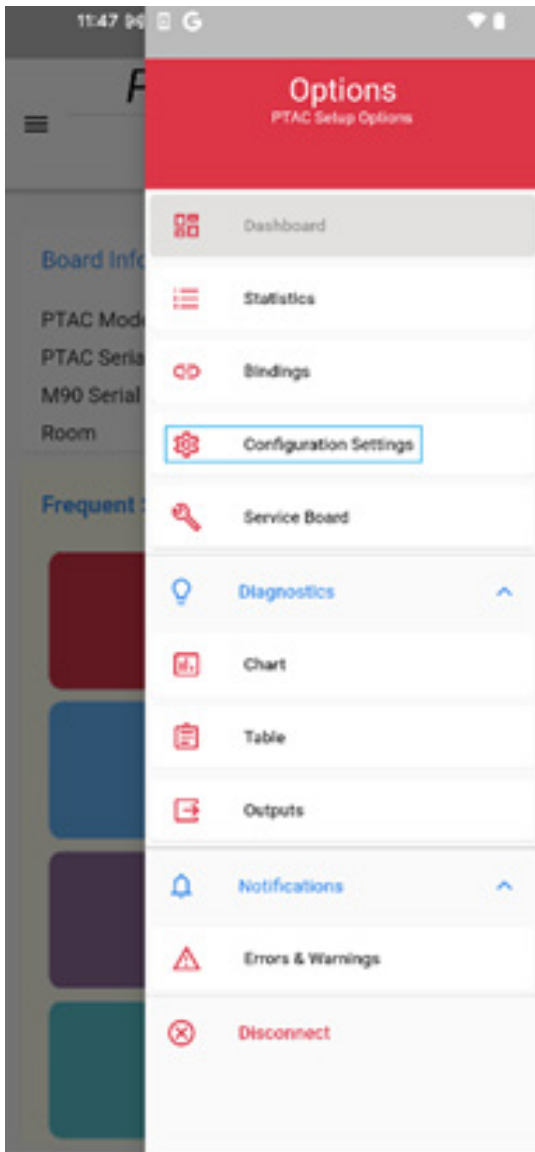 11:47
G
P
Options
PTAC Setup Options
Dashboard
Board Info
Statistics
PTAC Mode
PTAC Seria
Bindings
M90 Serial
Room
Configuration Settings
Frequent
Service Board
Diagnostics
Chart
Table
Outputs
Notifications
Errors & Warnings
Disconnect